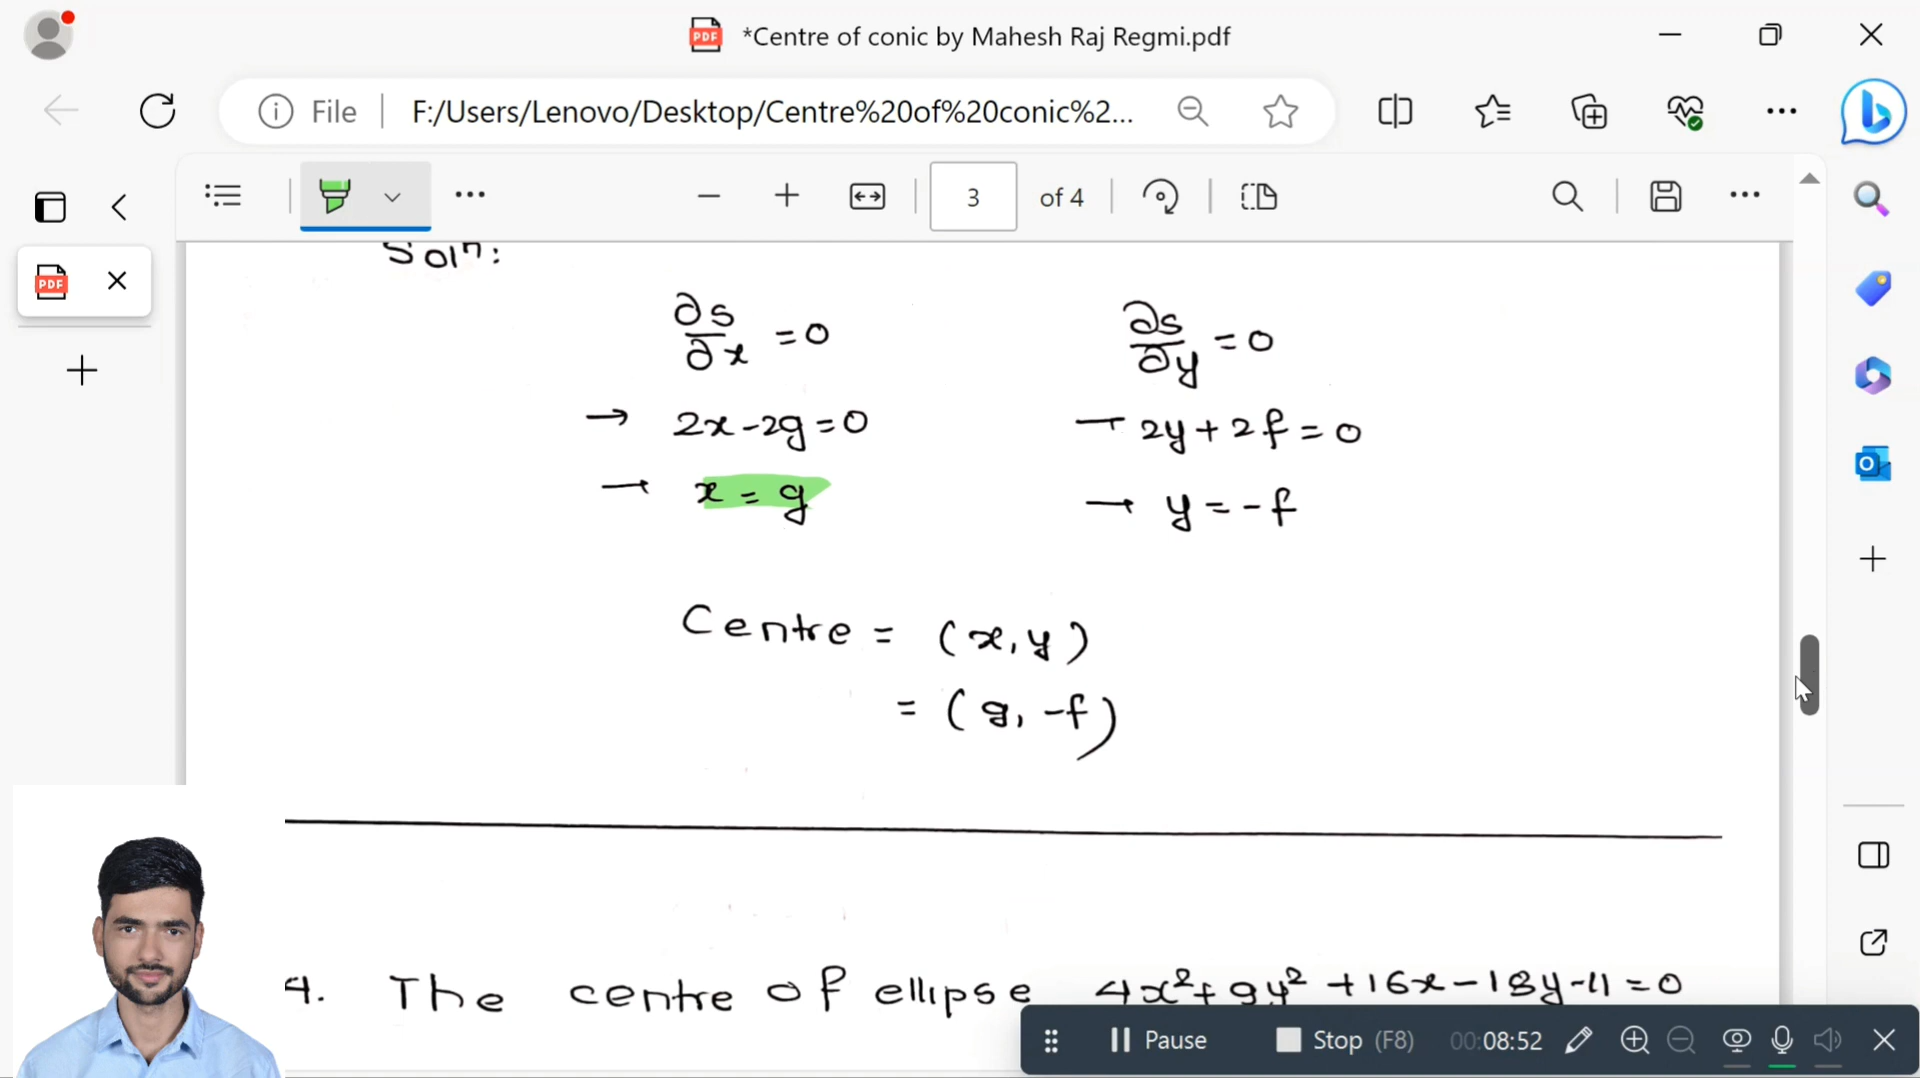 *Centre of conic by Mahesh Raj Regmi.pdf
File
F:/Users/Lenovo/Desktop/Centre%20of%20conic%2...
3 of 4
PDF
Solⁿ:
∂s/∂x = 0
∂s/∂y = 0
→ 2x - 2g = 0
→ 2y + 2f = 0
→ x = g
→ y = -f
Centre = (x, y)
= (g, -f)
4. The centre of ellipse 4x² + 9y² + 16x - 18y - 11 = 0
Pause Stop (F8) 00:08:52